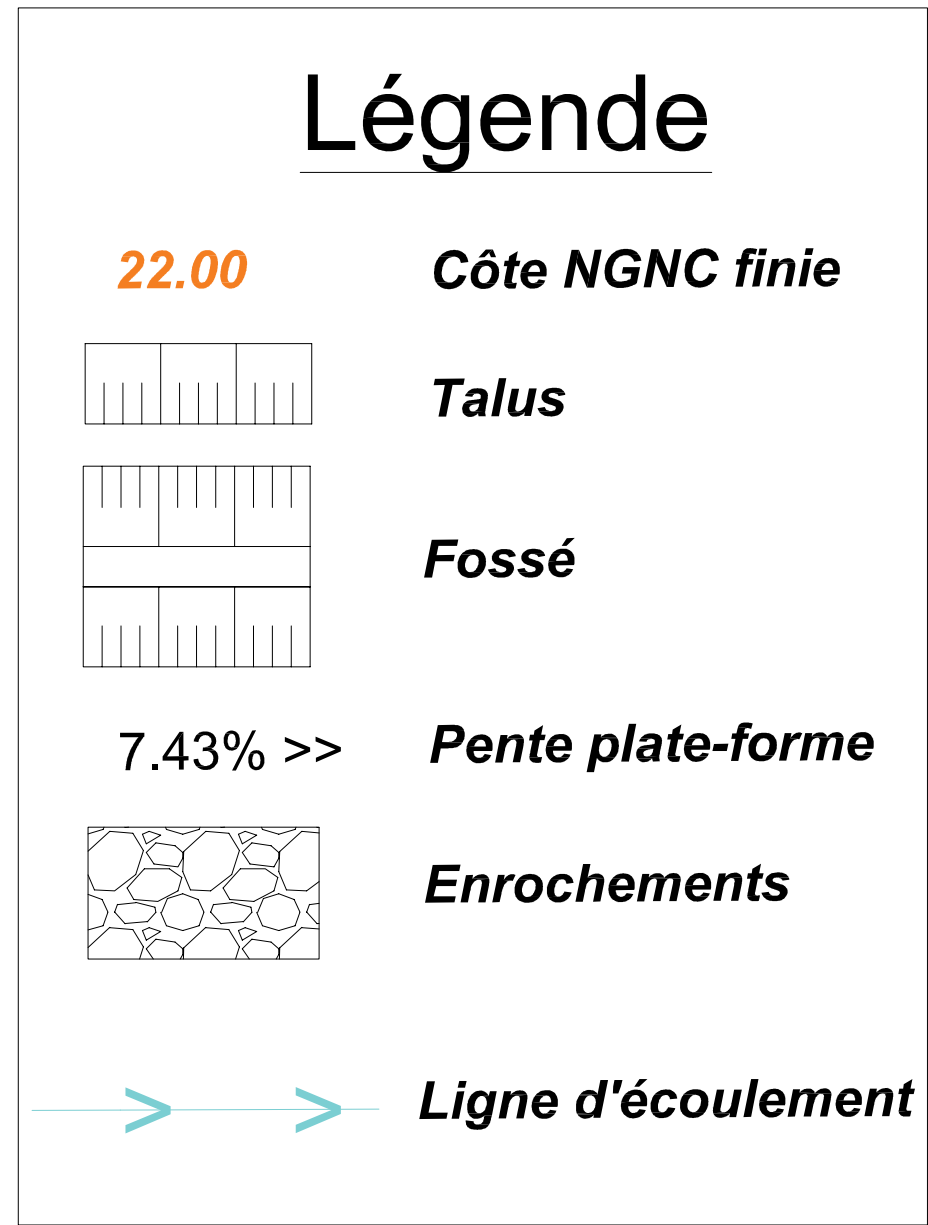 Légende
22.00 Côte NGNC finie
Talus
Fossé
7.43% >> Pente plate-forme
Enrochements
> > Ligne d'écoulement